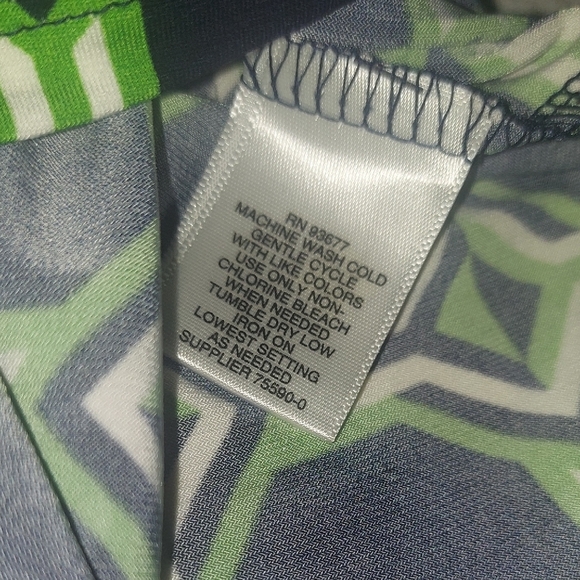 RN 93677
MACHINE WASH COLD
GENTLE CYCLE
WITH LIKE COLORS
USE ONLY NON-
CHLORINE BLEACH
WHEN NEEDED
TUMBLE DRY LOW
IRON ON
LOWEST SETTING
AS NEEDED
SUPPLIER 75590-0